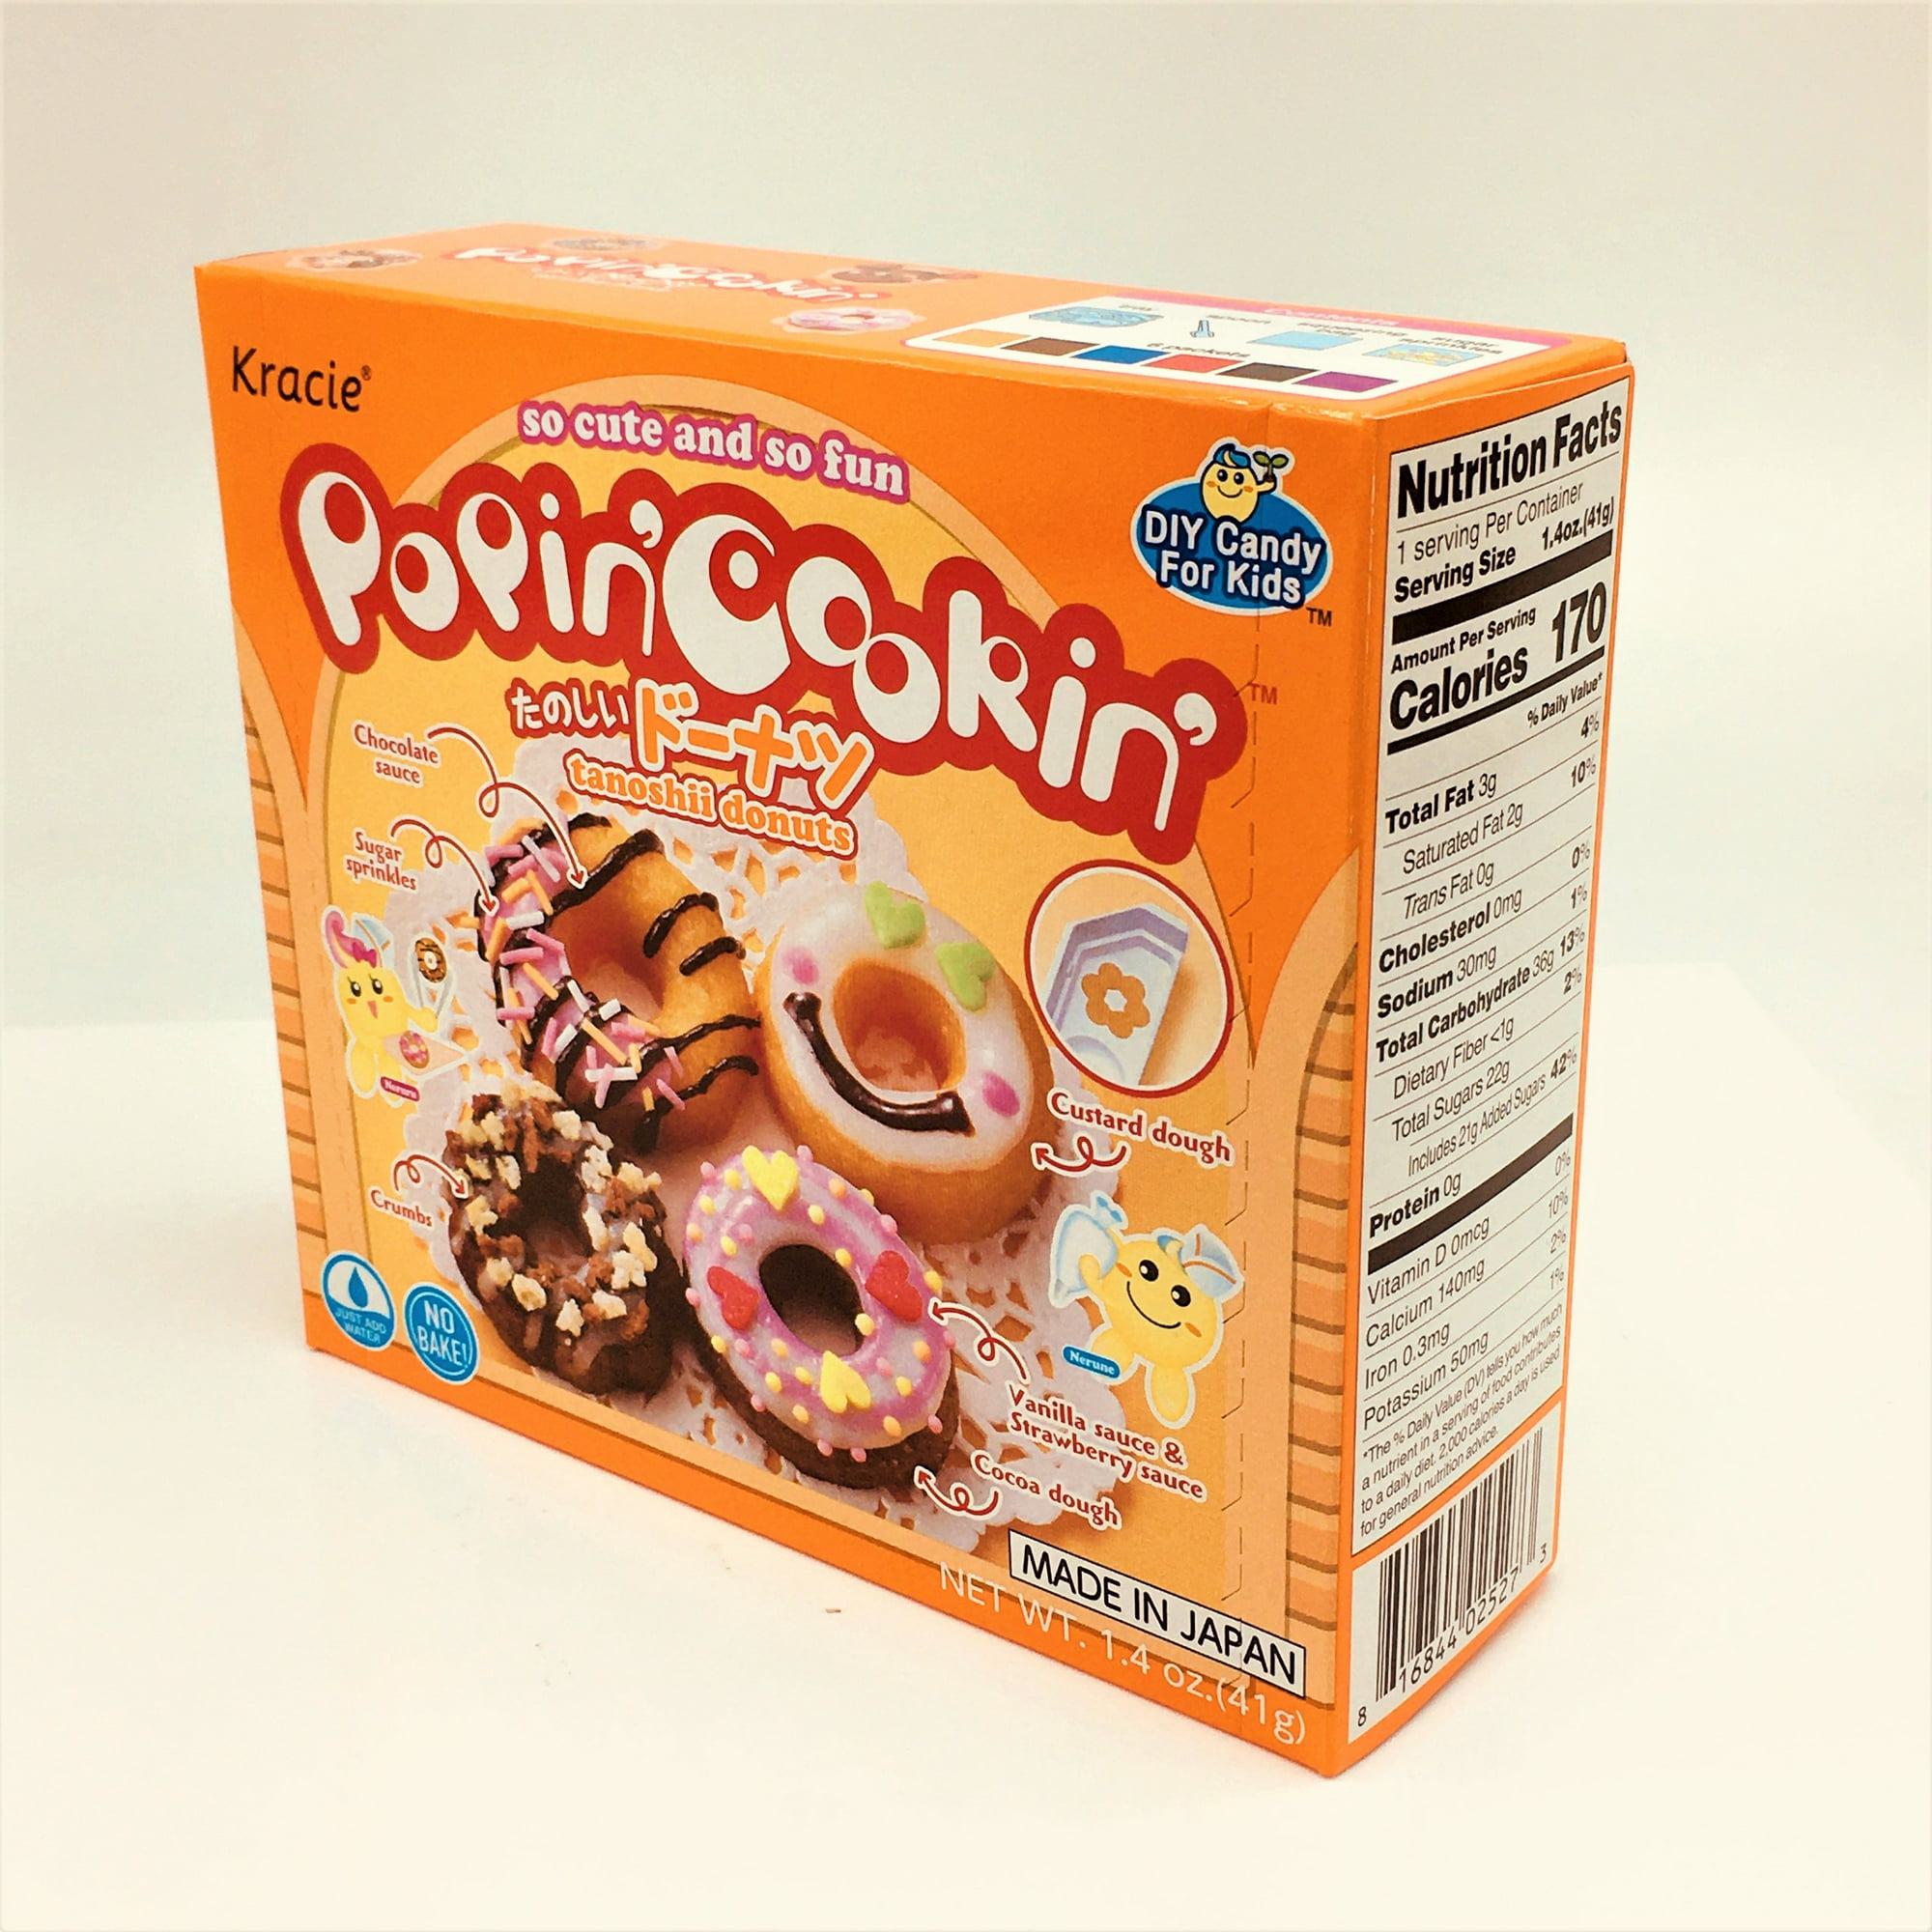 Popin'Cookin'
Contents
spoon
6 packets
Kracie®
so cute and so fun
Popin'Cookin'™
DIY Candy
For Kids™
たのしいドーナツ
tanoshii donuts
Chocolate
sauce
Sugar
sprinkles
Custard dough
Crumbs
Nerune
JUST ADD
WATER
NO
BAKE!
Vanilla sauce &
Strawberry sauce
Cocoa dough
MADE IN JAPAN
NET WT. 1.4 oz.(41g)
Nutrition Facts
1 serving Per Container
Serving Size 1.4oz.(41g)
Amount Per Serving
Calories 170
% Daily Value*
Total Fat 3g 4%
Saturated Fat 2g 10%
Trans Fat 0g
Cholesterol 0mg 0%
Sodium 30mg 1%
Total Carbohydrate 36g 13%
Dietary Fiber <1g 2%
Total Sugars 22g
Includes 21g Added Sugars 42%
Protein 0g
Vitamin D 0mcg 0%
Calcium 140mg 10%
Iron 0.3mg 2%
Potassium 50mg 1%
*The % Daily Value (DV) tells you how much
a nutrient in a serving of food contributes
to a daily diet. 2,000 calories a day is used
for general nutrition advice.
8 16844 02527 3